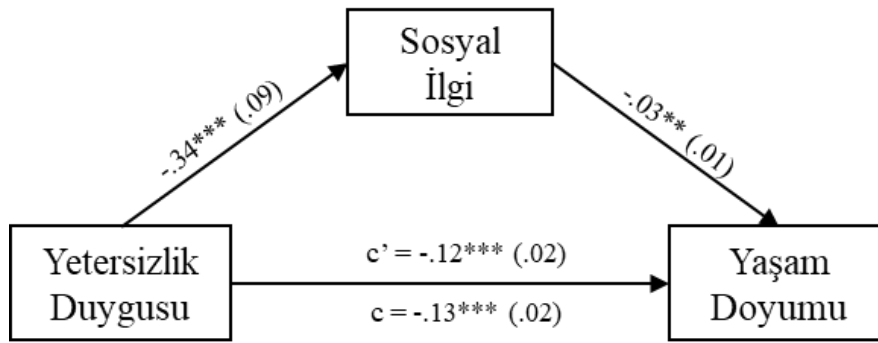 Sosyal
İlgi
-.34*** (.09)
-.03** (.01)
Yetersizlik
Duygusu
c’ = -.12*** (.02)
c = -.13*** (.02)
Yaşam
Doyumu